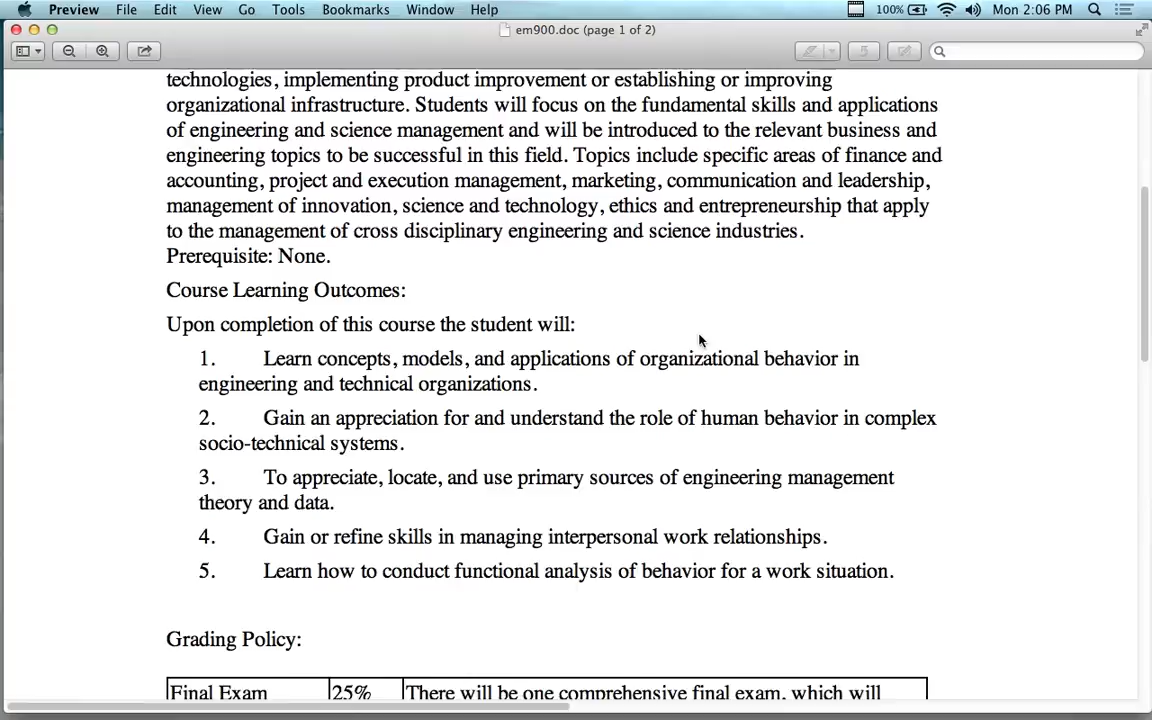 Preview File Edit View Go Tools Bookmarks Window Help 100% Mon 2:06 PM
em900.doc (page 1 of 2)
technologies, implementing product improvement or establishing or improving
organizational infrastructure. Students will focus on the fundamental skills and applications
of engineering and science management and will be introduced to the relevant business and
engineering topics to be successful in this field. Topics include specific areas of finance and
accounting, project and execution management, marketing, communication and leadership,
management of innovation, science and technology, ethics and entrepreneurship that apply
to the management of cross disciplinary engineering and science industries.
Prerequisite: None.
Course Learning Outcomes:
Upon completion of this course the student will:
1. Learn concepts, models, and applications of organizational behavior in
engineering and technical organizations.
2. Gain an appreciation for and understand the role of human behavior in complex
socio-technical systems.
3. To appreciate, locate, and use primary sources of engineering management
theory and data.
4. Gain or refine skills in managing interpersonal work relationships.
5. Learn how to conduct functional analysis of behavior for a work situation.
Grading Policy:
Final Exam 25% There will be one comprehensive final exam, which will